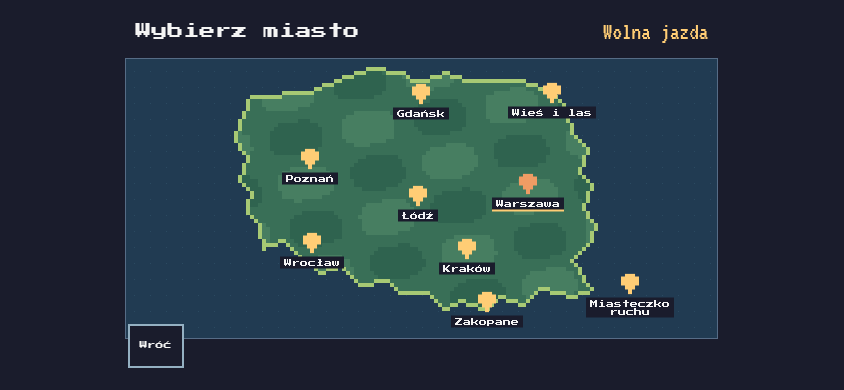 Wybierz miasto
Wolna jazda
Gdańsk
Wieś i las
Poznań
Warszawa
Łódź
Wrocław
Kraków
Miasteczko
ruchu
Zakopane
Wróć